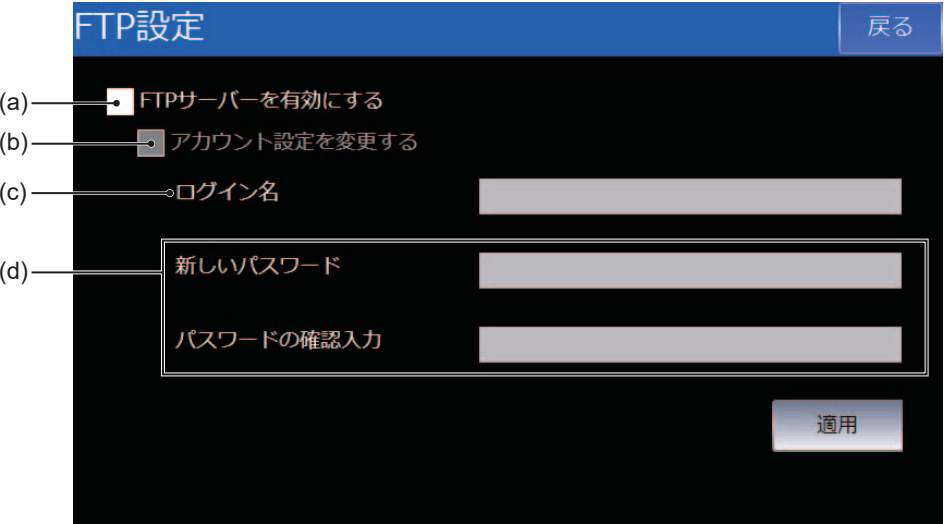 FTP設定
戻る
(a) FTPサーバーを有効にする
(b) アカウント設定を変更する
(c) ログイン名
(d) 新しいパスワード
パスワードの確認入力
適用